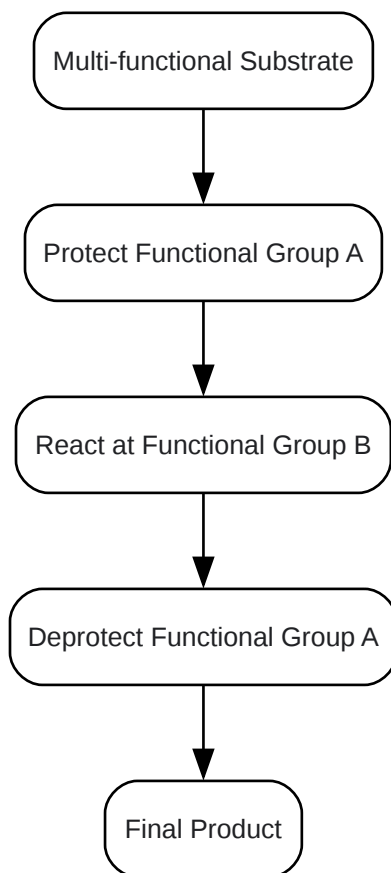 Multi-functional Substrate
Protect Functional Group A
React at Functional Group B
Deprotect Functional Group A
Final Product